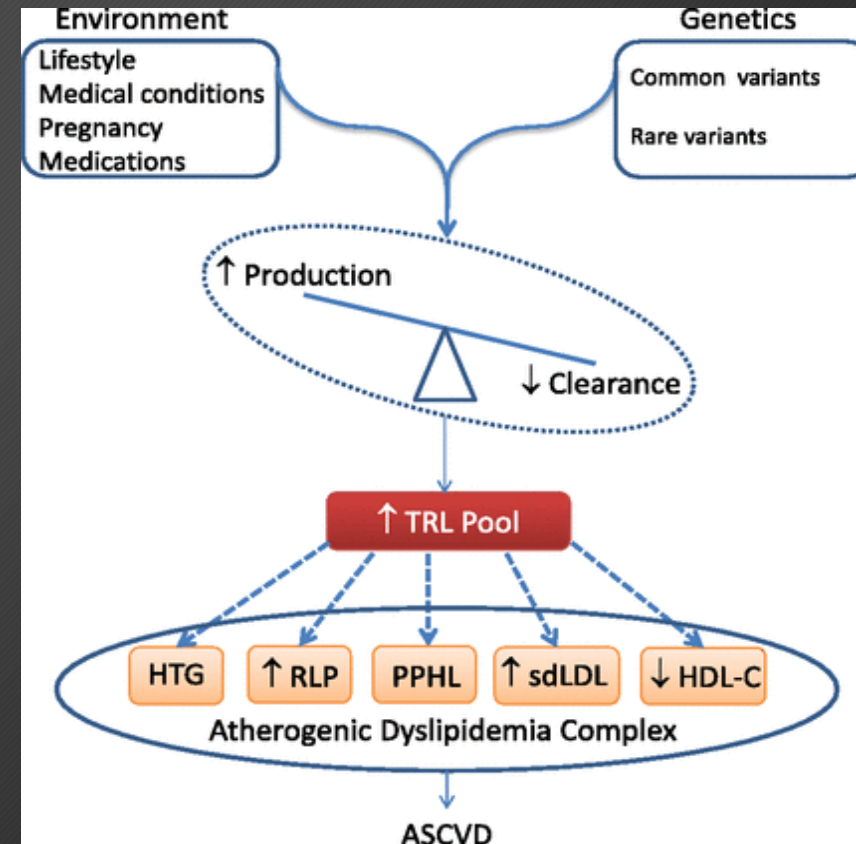 Environment
Genetics
Lifestyle
Medical conditions
Pregnancy
Medications
Common variants
Rare variants
↑ Production
↓ Clearance
↑ TRL Pool
HTG
↑ RLP
PPHL
↑ sdLDL
↓ HDL-C
Atherogenic Dyslipidemia Complex
ASCVD